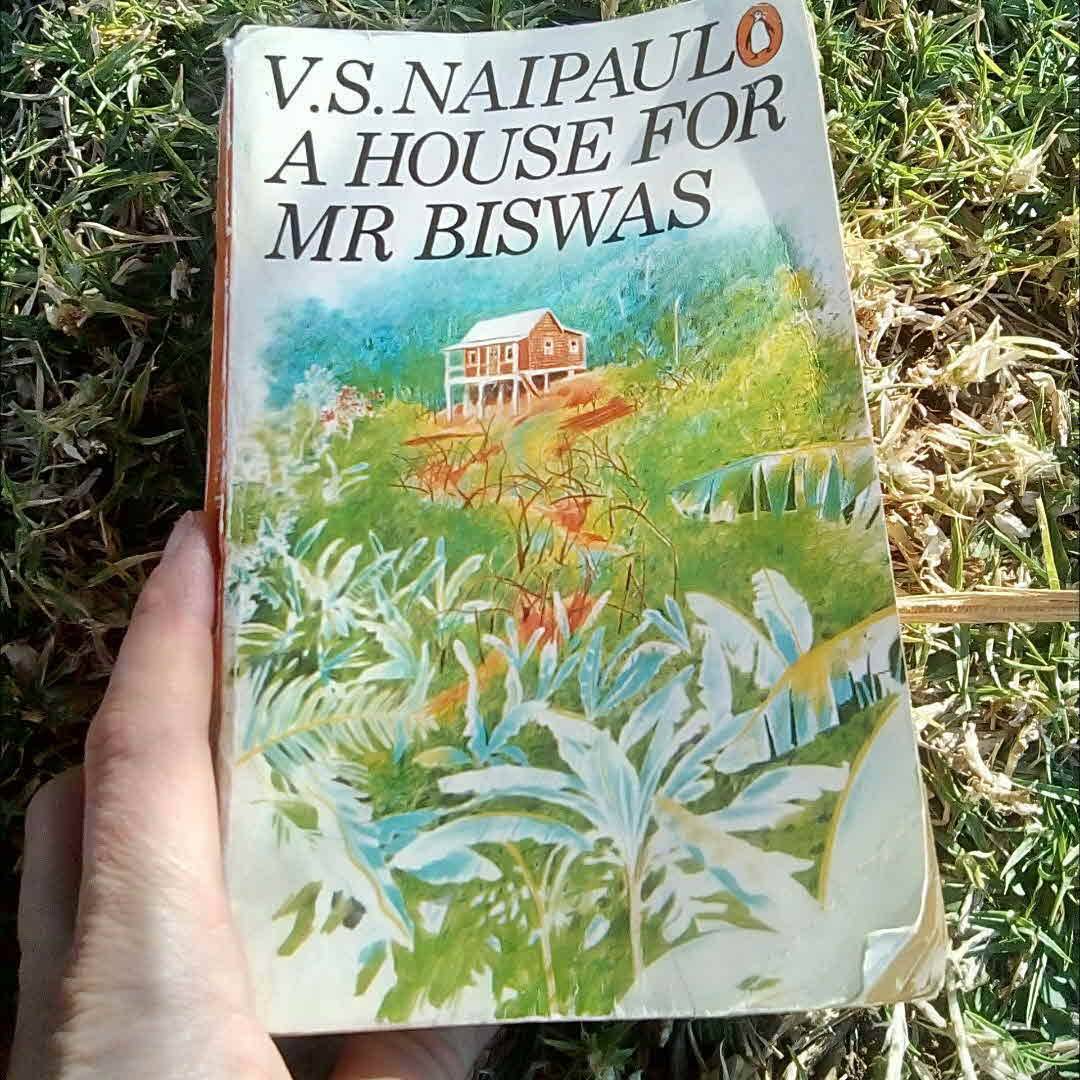 V.S. NAIPAUL
A HOUSE FOR
MR BISWAS